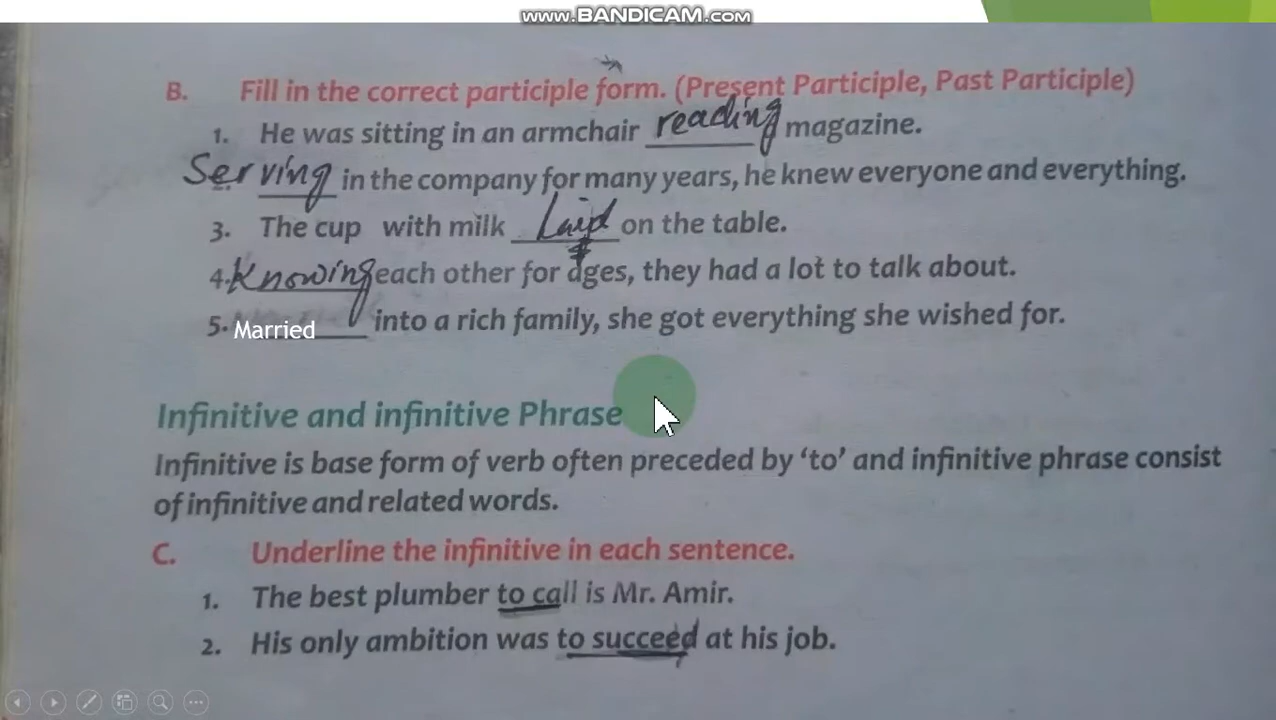 www.BANDICAM.com
B. Fill in the correct participle form. (Present Participle, Past Participle)
1. He was sitting in an armchair reading magazine.
Serving in the company for many years, he knew everyone and everything.
3. The cup with milk Laid on the table.
4. Knowing each other for ages, they had a lot to talk about.
5. Married into a rich family, she got everything she wished for.
Infinitive and infinitive Phrase
Infinitive is base form of verb often preceded by ‘to’ and infinitive phrase consist
of infinitive and related words.
C. Underline the infinitive in each sentence.
1. The best plumber to call is Mr. Amir.
2. His only ambition was to succeed at his job.